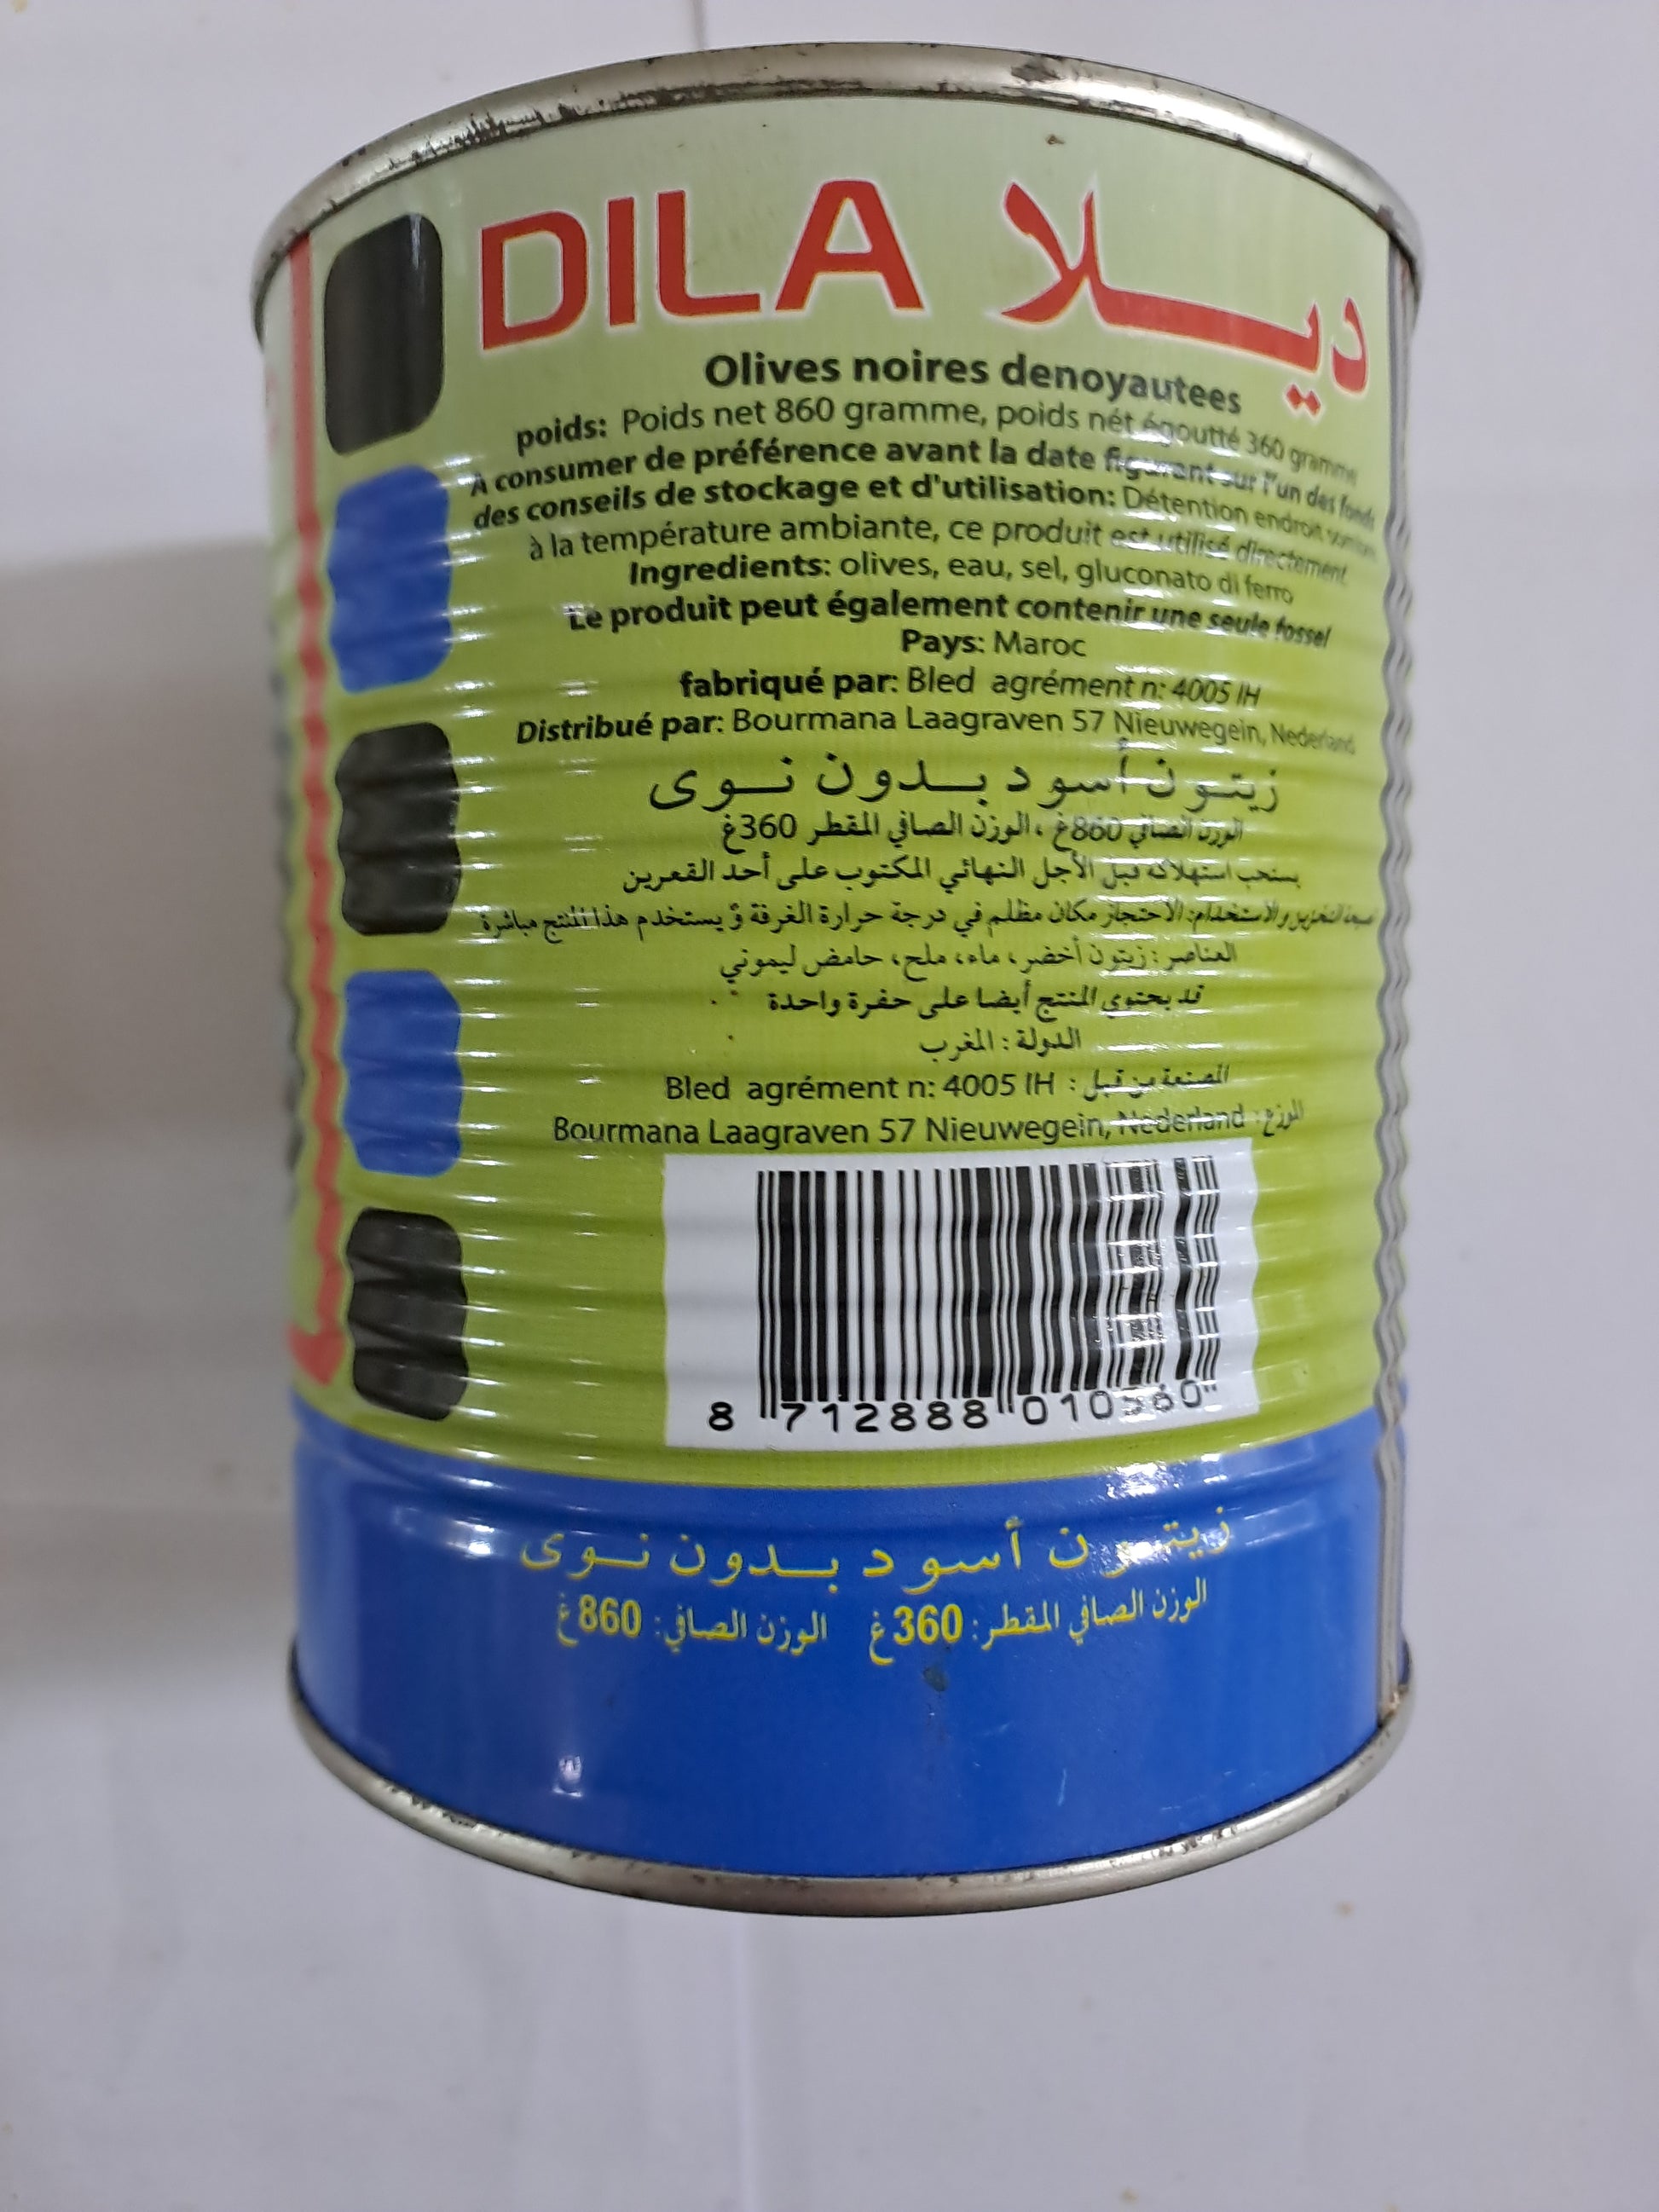 DILA ديلا
Olives noires denoyautees
poids: Poids net 860 gramme, poids nét égoutté 360 gramme
A consumer de préférence avant la date figurant sur l'un des fonds
des conseils de stockage et d'utilisation: Détention endroit
à la température ambiante, ce produit est utilisé directement
Ingredients: olives, eau, sel, gluconato di ferro
Le produit peut également contenir une seule fossel
Pays: Maroc
fabriqué par: Bled agrément n: 4005 IH
Distribué par: Bourmana Laagraven 57 Nieuwegein, Nederland
زيتون أسود بدون نوى
الوزن الصافي 860غ ، الوزن الصافي المقطر 360غ
يستحب استهلاكه قبل الأجل النهائي المكتوب على أحد القعرين
التخزين والاستخدام: الاحتجاز مكان مظلم في درجة حرارة الغرفة و يستخدم هذا المنتج مباشرة
العناصر: زيتون أخضر، ماء، ملح، حامض ليموني
قد يحتوي المنتج أيضا على حفرة واحدة
الدولة: المغرب
المصنعة من قبل: Bled agrément n: 4005 IH
الموزع: Bourmana Laagraven 57 Nieuwegein, Nederland
8 712888 010560
زيتون أسود بدون نوى
الوزن الصافي المقطر: 360غ الوزن الصافي: 860غ